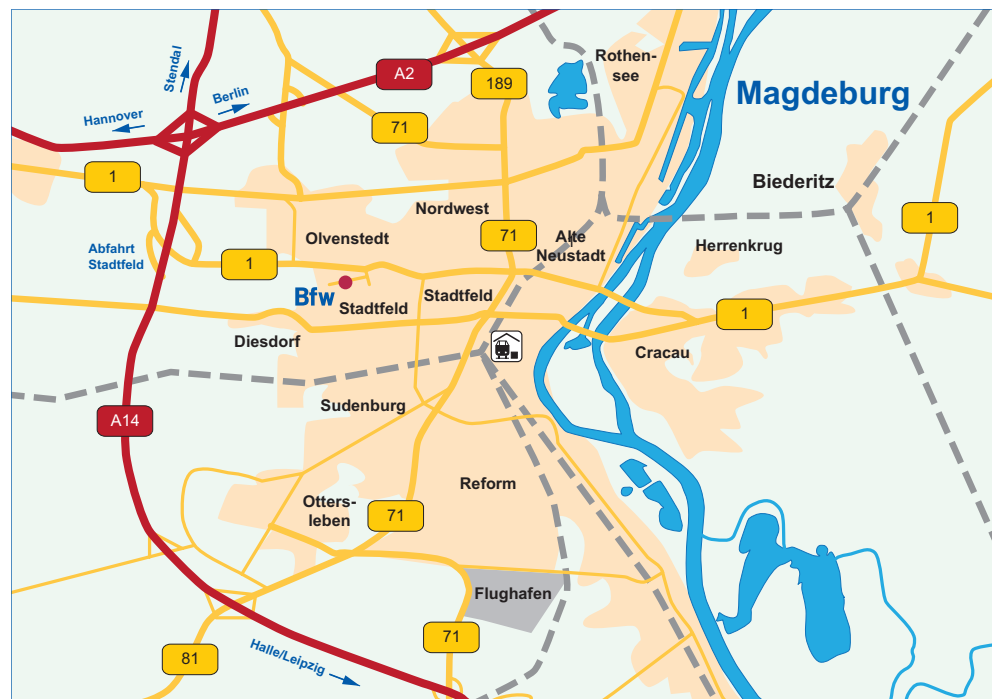 Rothen-
see
A2
189
Stendal
Berlin
Hannover
Magdeburg
71
1
Biederitz
Nordwest
1
Olvenstedt
71
Alte
Neustadt
Herrenkrug
Abfahrt
Stadtfeld
1
Bfw
Stadtfeld
Stadtfeld
1
Diesdorf
Cracau
Sudenburg
A14
Reform
Otters-
leben
71
Flughafen
71
81
Halle/Leipzig